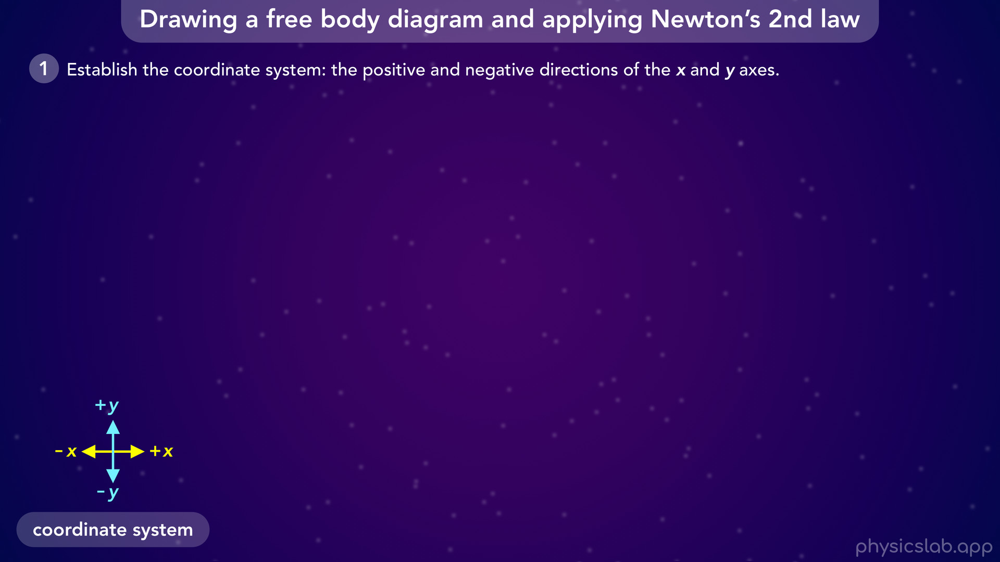 Drawing a free body diagram and applying Newton’s 2nd law
1 Establish the coordinate system: the positive and negative directions of the x and y axes.
+y
–x +x
–y
coordinate system
physicslab.app